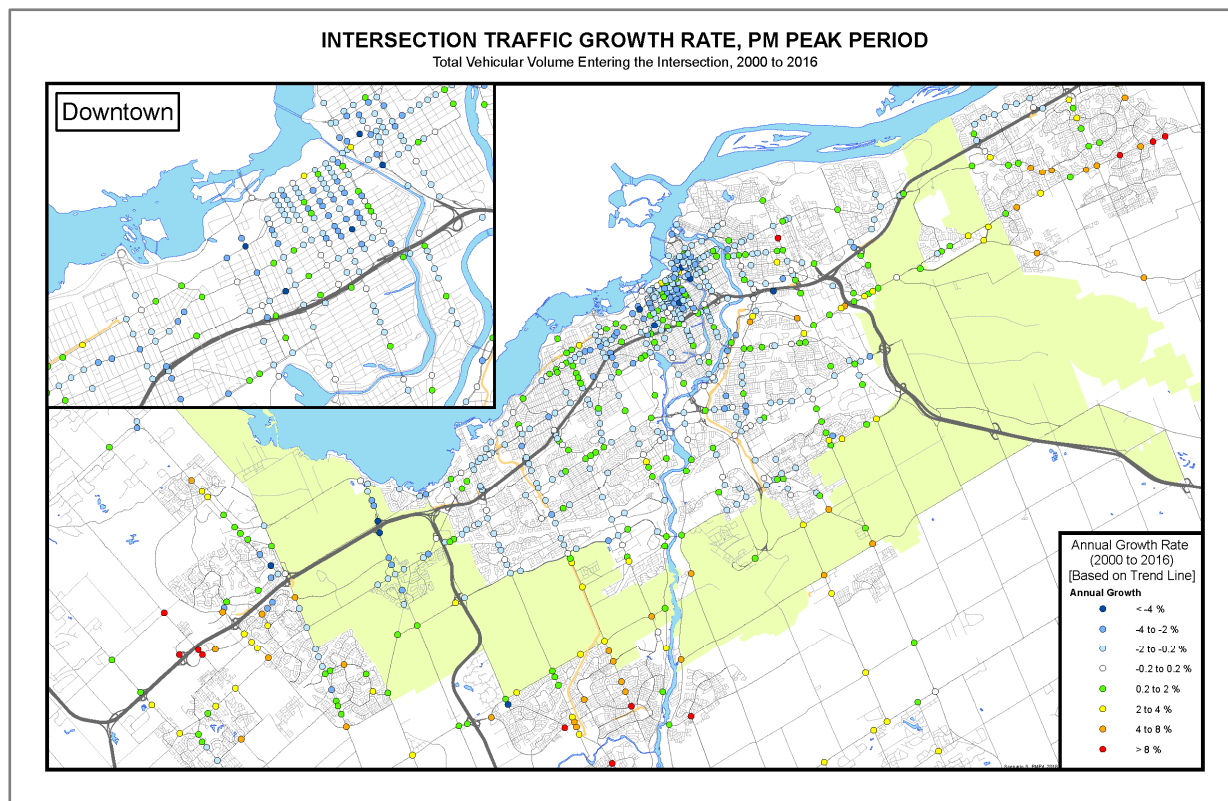 INTERSECTION TRAFFIC GROWTH RATE, PM PEAK PERIOD
Total Vehicular Volume Entering the Intersection, 2000 to 2016
Downtown
Annual Growth Rate
(2000 to 2016)
[Based on Trend Line]
Annual Growth
< -4 %
-4 to -2 %
-2 to -0.2 %
-0.2 to 0.2 %
0.2 to 2 %
2 to 4 %
4 to 8 %
> 8 %